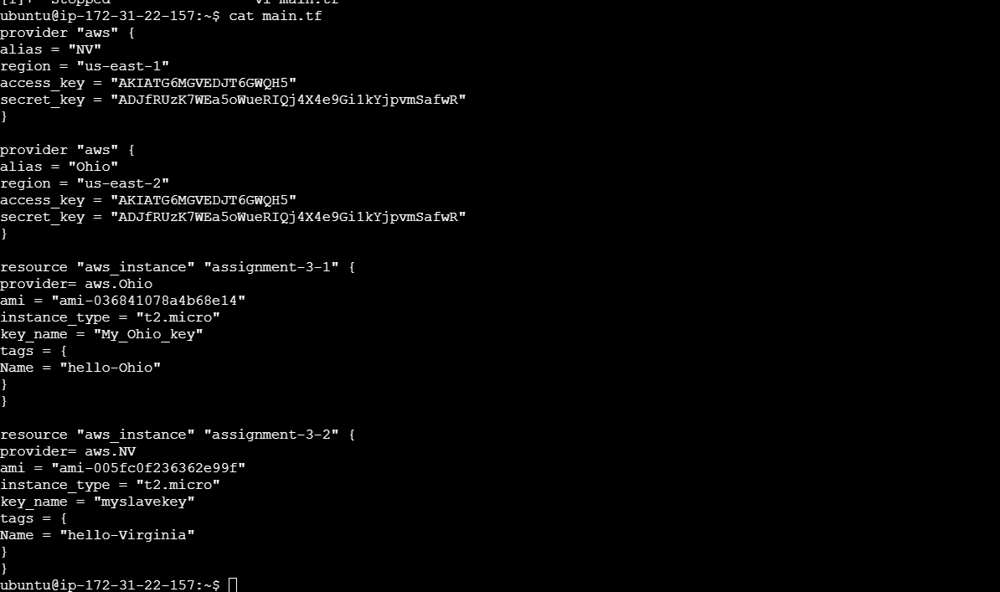 [1]+  Stopped                 vi main.tf
ubuntu@ip-172-31-22-157:~$ cat main.tf
provider "aws" {
alias = "NV"
region = "us-east-1"
access_key = "AKIATG6MGVEDJT6GWQH5"
secret_key = "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"
}
provider "aws" {
alias = "Ohio"
region = "us-east-2"
access_key = "AKIATG6MGVEDJT6GWQH5"
secret_key = "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"
}
resource "aws_instance" "assignment-3-1" {
provider= aws.Ohio
ami = "ami-036841078a4b68e14"
instance_type = "t2.micro"
key_name = "My_Ohio_key"
tags = {
Name = "hello-Ohio"
}
}
resource "aws_instance" "assignment-3-2" {
provider= aws.NV
ami = "ami-005fc0f236362e99f"
instance_type = "t2.micro"
key_name = "myslavekey"
tags = {
Name = "hello-Virginia"
}
}
ubuntu@ip-172-31-22-157:~$